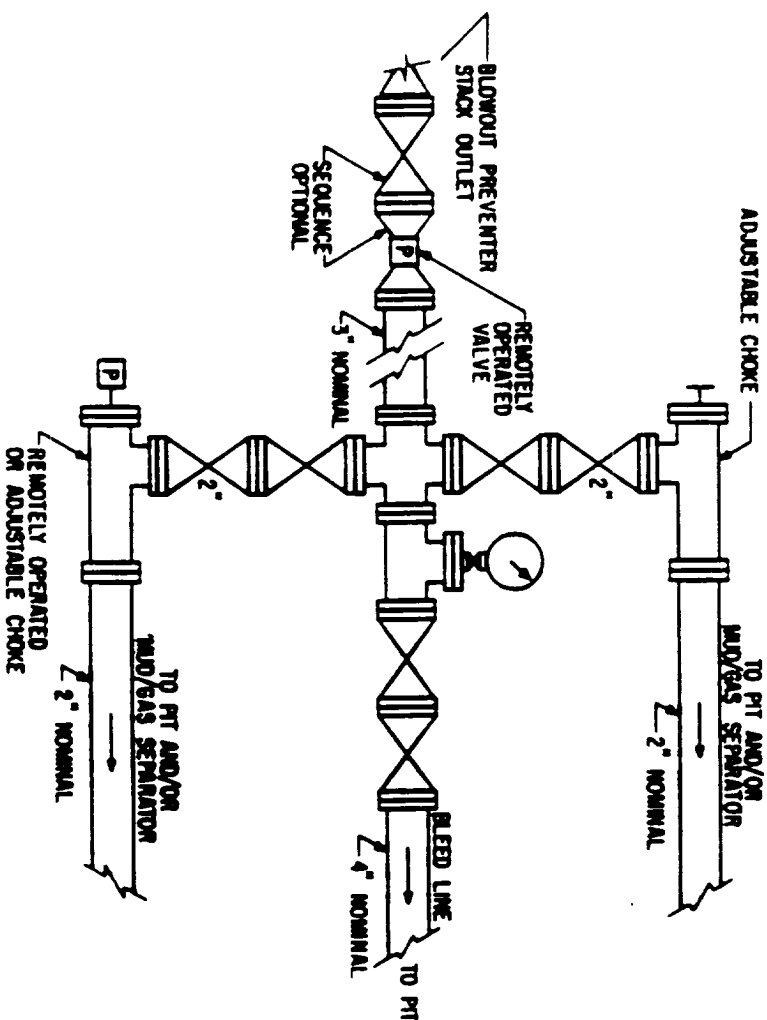 BLOWOUT PREVENTER
STACK OUTLET
SEQUENCE
OPTIONAL
P
REMOTELY
OPERATED
VALVE
3" NOMINAL
ADJUSTABLE CHOKE
2"
TO PIT AND/OR
MUD/GAS SEPARATOR
2" NOMINAL
BLEED LINE
TO PIT
4" NOMINAL
P
2"
REMOTELY OPERATED
OR ADJUSTABLE CHOKE
TO PIT AND/OR
MUD/GAS SEPARATOR
2" NOMINAL